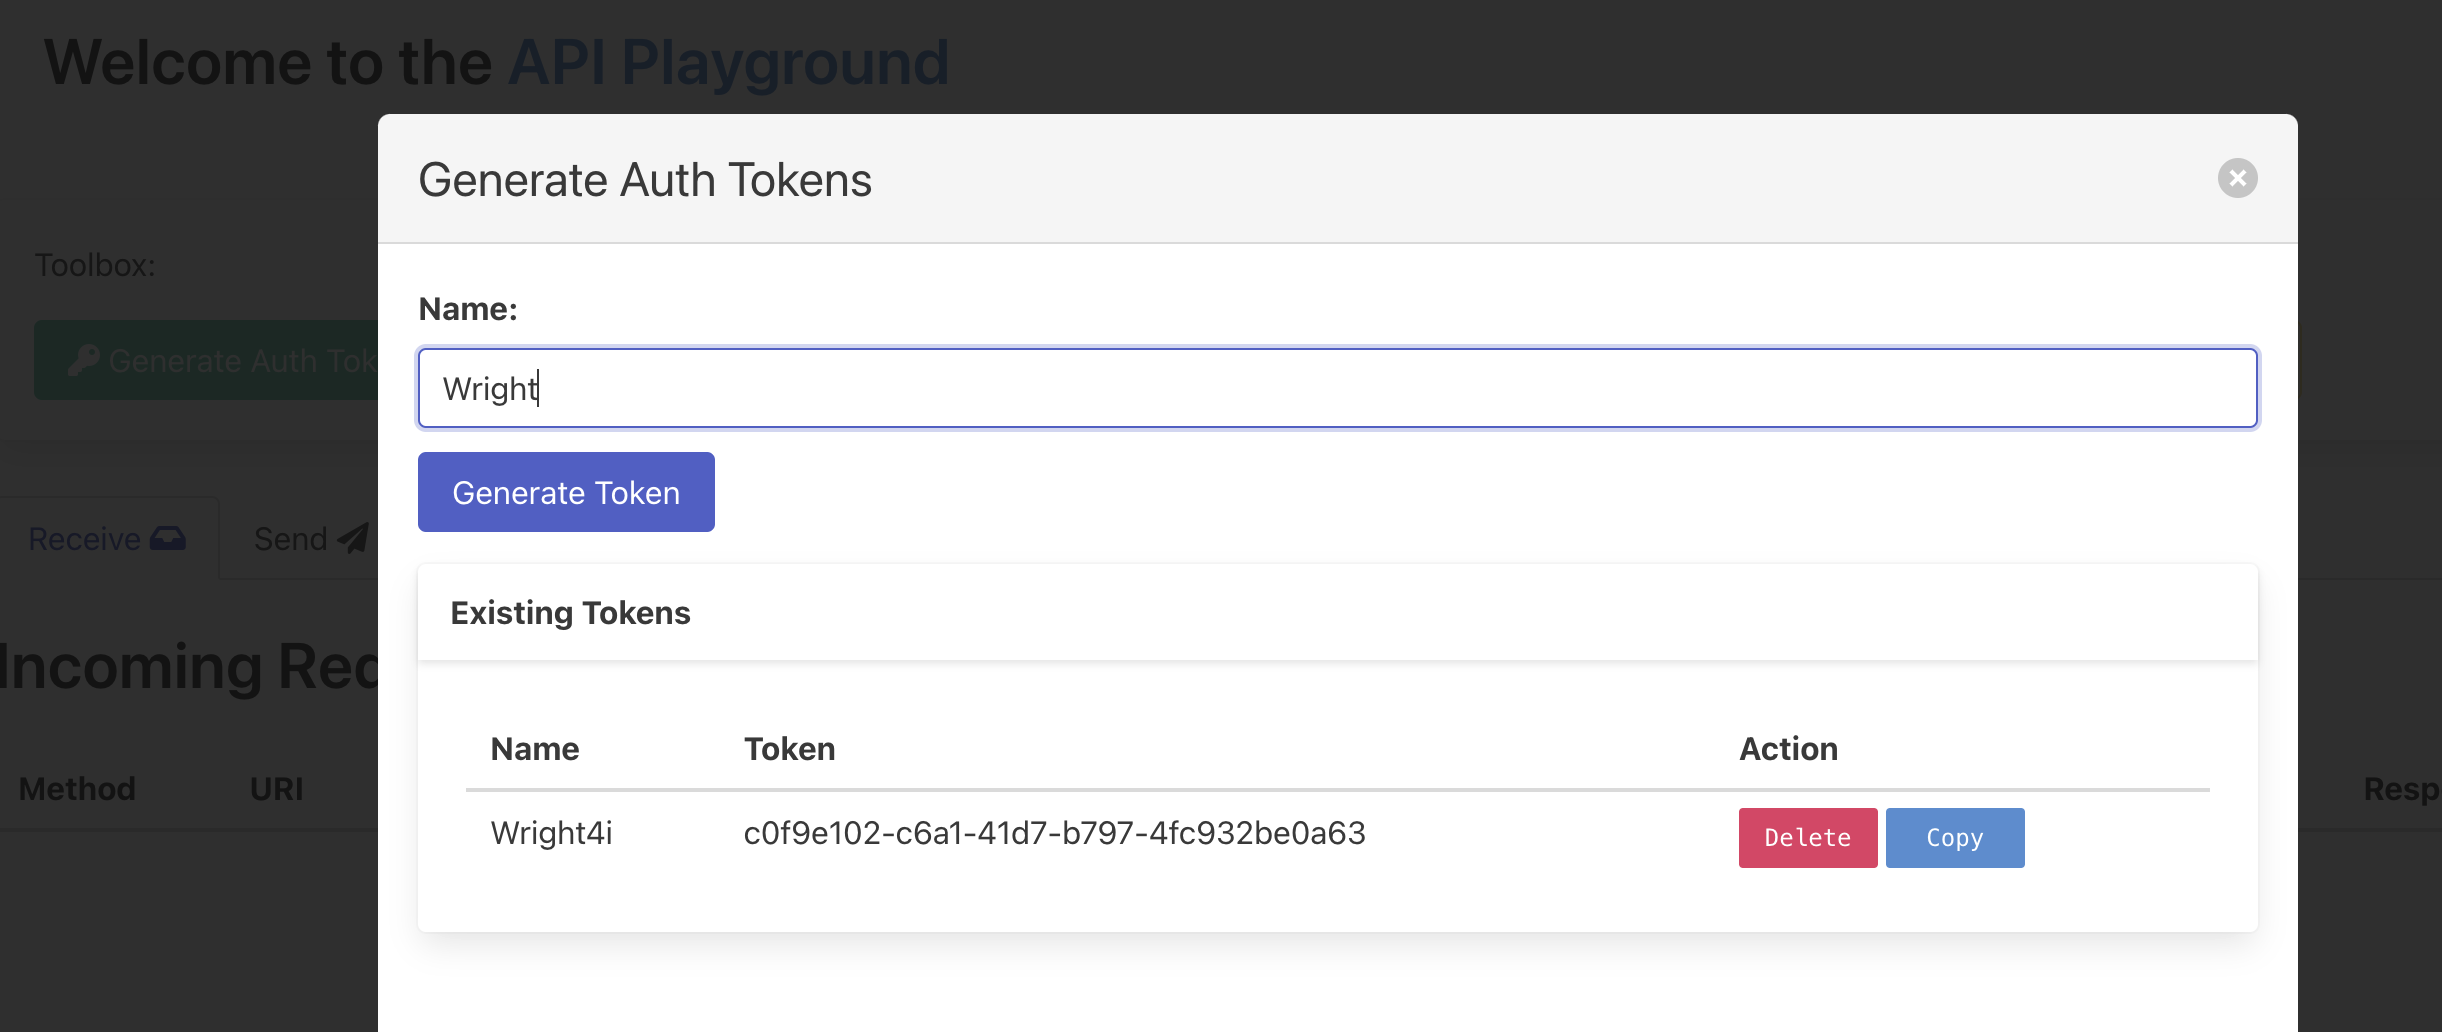 Welcome to the API Playground
Generate Auth Tokens
Toolbox:
Name:
Generate Auth Tok
Wright
Generate Token
Receive Send
Existing Tokens
Incoming Req
Name Token Action
Method URI Resp
Wright4i c0f9e102-c6a1-41d7-b797-4fc932be0a63 Delete Copy